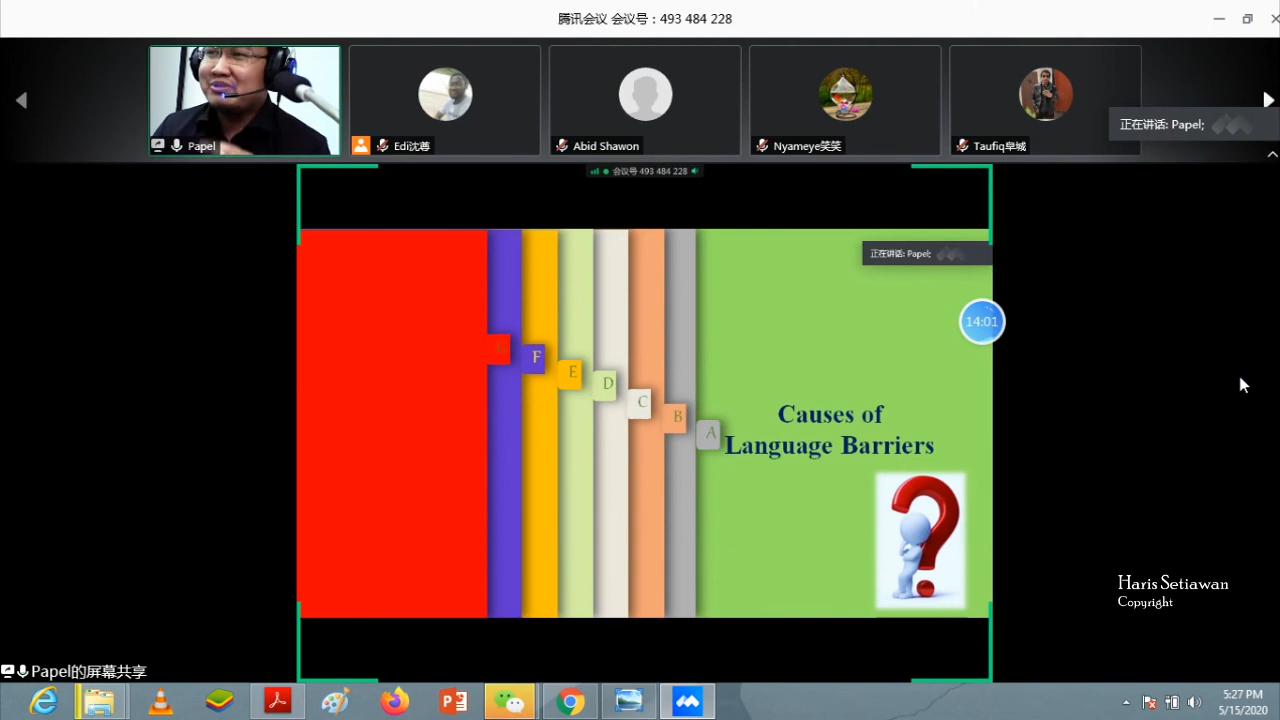 腾讯会议 会议号：493 484 228
Papel
Edi沈尊
Abid Shawon
Nyameye笑笑
Taufiq阜城
正在讲话: Papel;
会议号 493 484 228
正在讲话: Papel;
14:01
F
E
D
C
B
A
Causes of
Language Barriers
Haris Setiawan
Copyright
Papel的屏幕共享
5:27 PM
5/15/2020